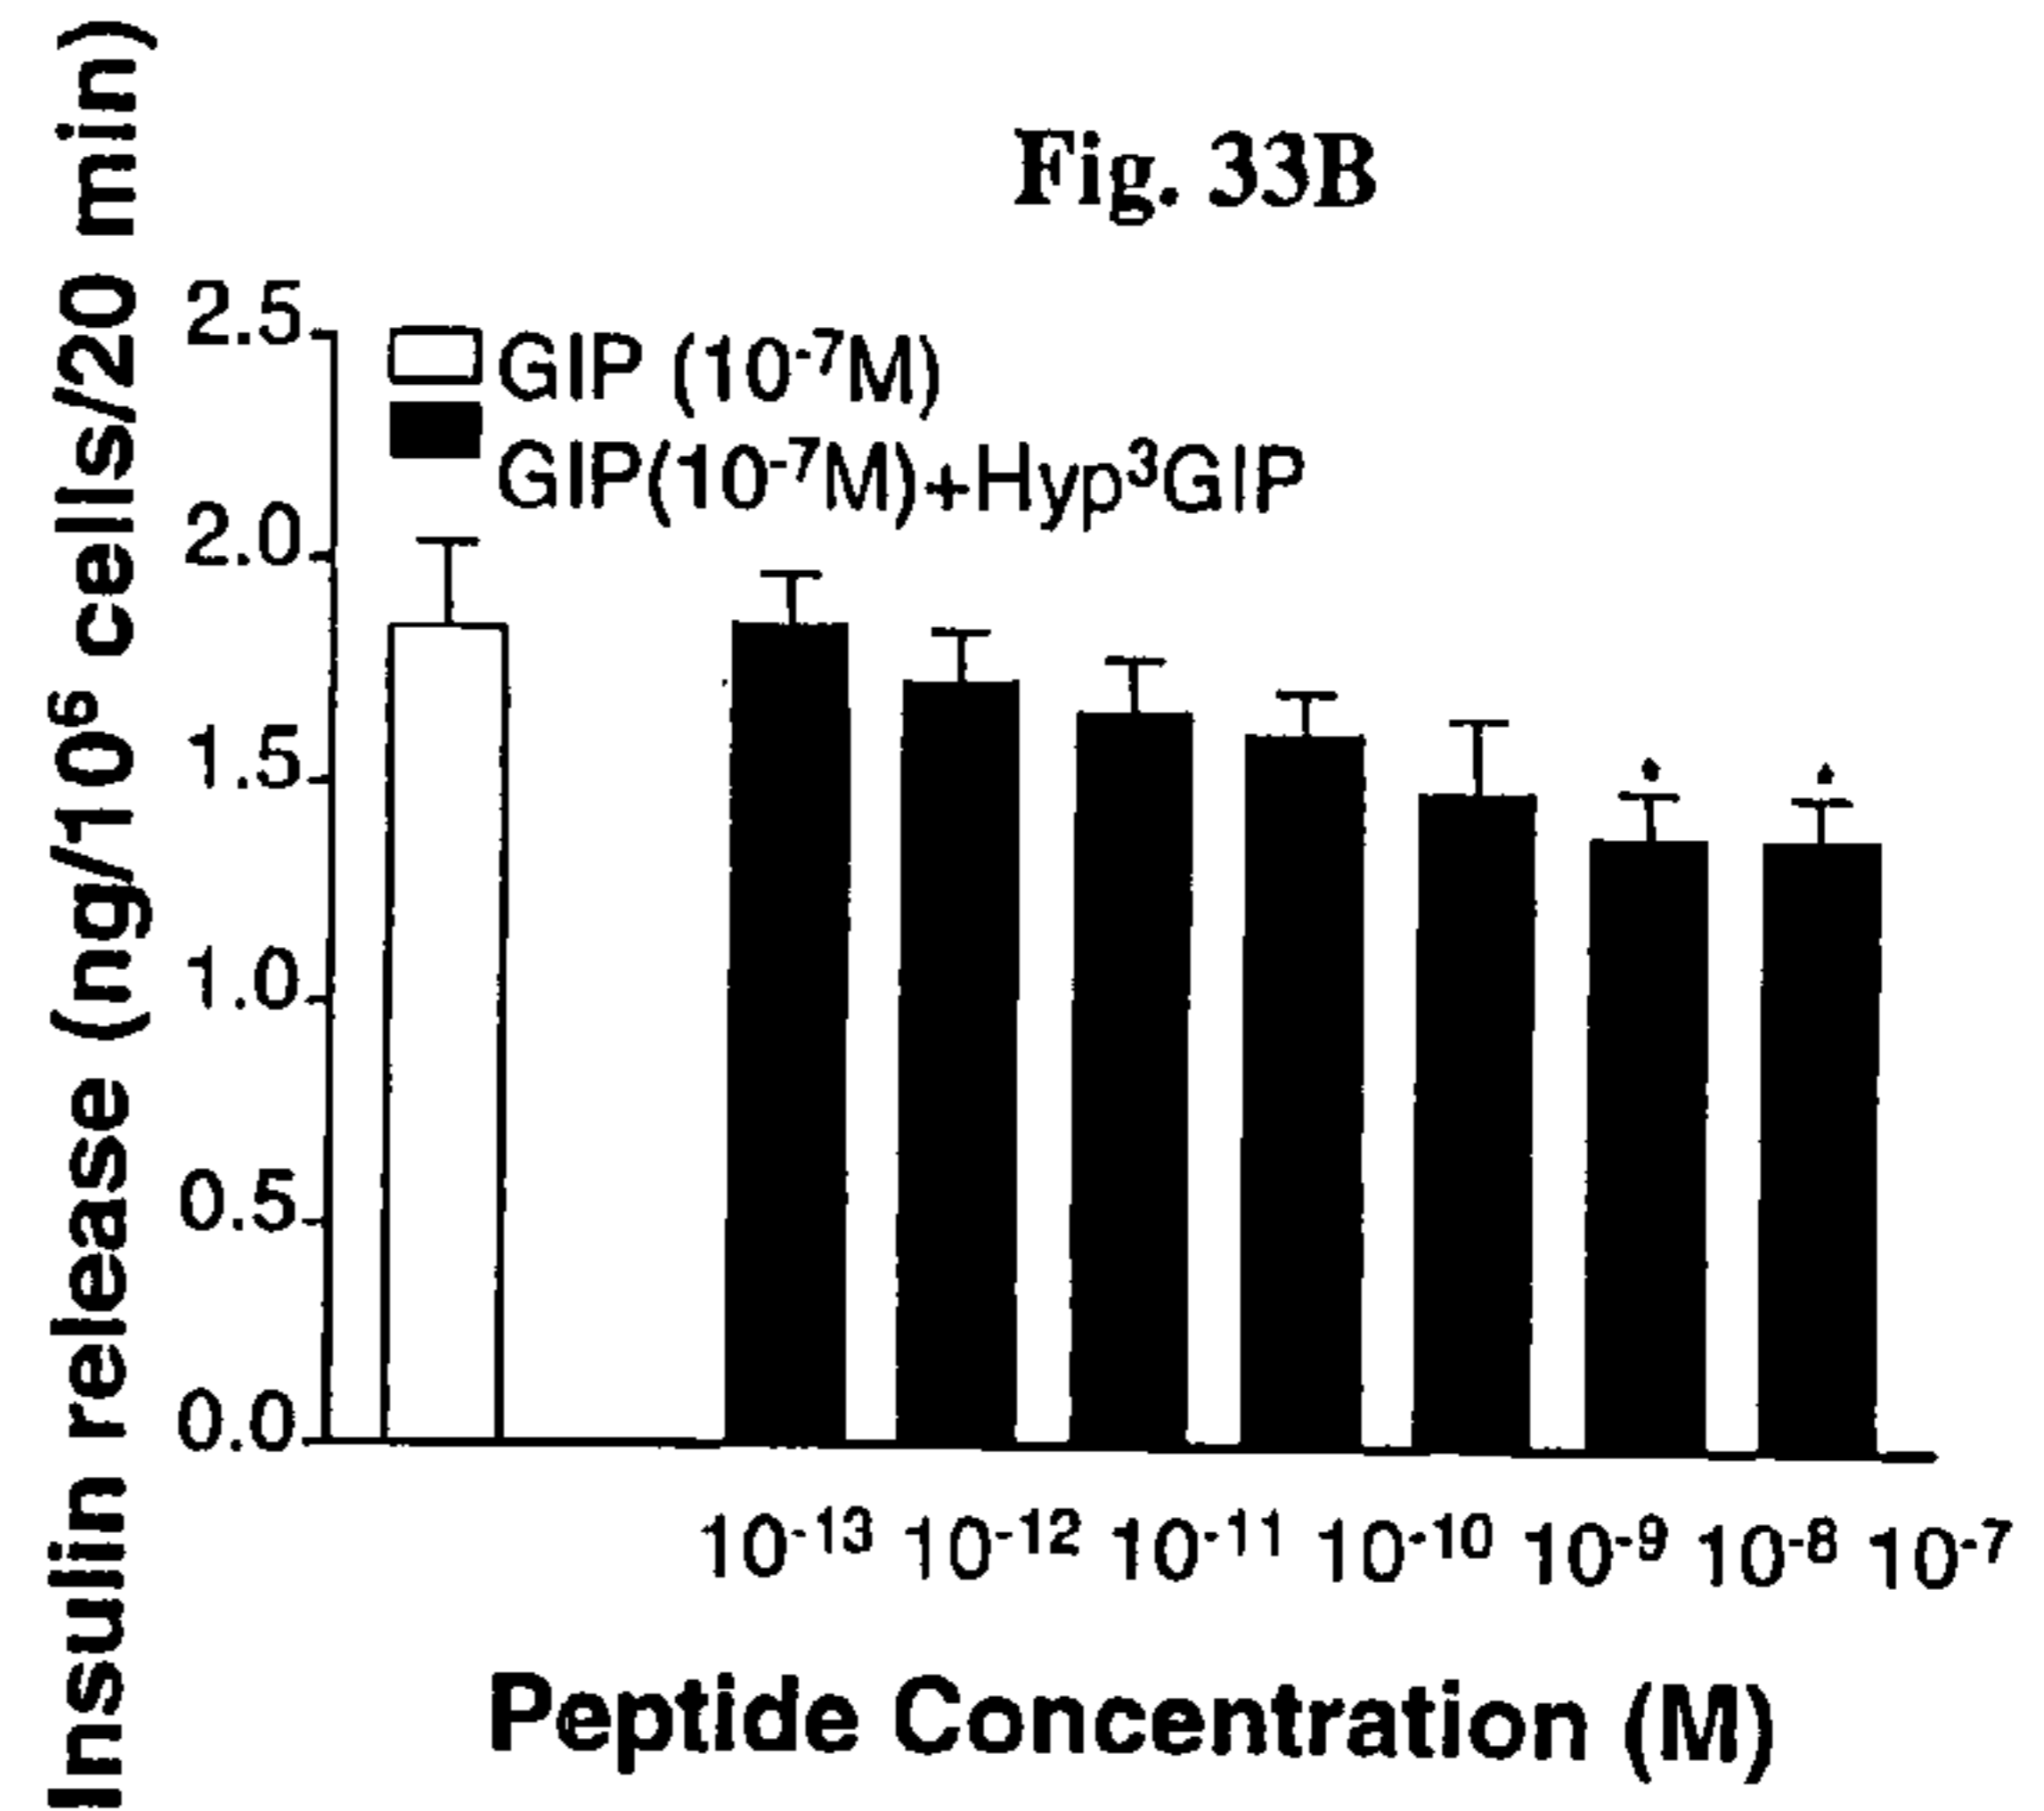 Insulin release (ng/10⁶ cells/20 min)
Fig. 33B
2.5
2.0
1.5
1.0
0.5
0.0
GIP (10⁻⁷M)
GIP(10⁻⁷M)+Hyp³GIP
10⁻¹³ 10⁻¹² 10⁻¹¹ 10⁻¹⁰ 10⁻⁹ 10⁻⁸ 10⁻⁷
Peptide Concentration (M)